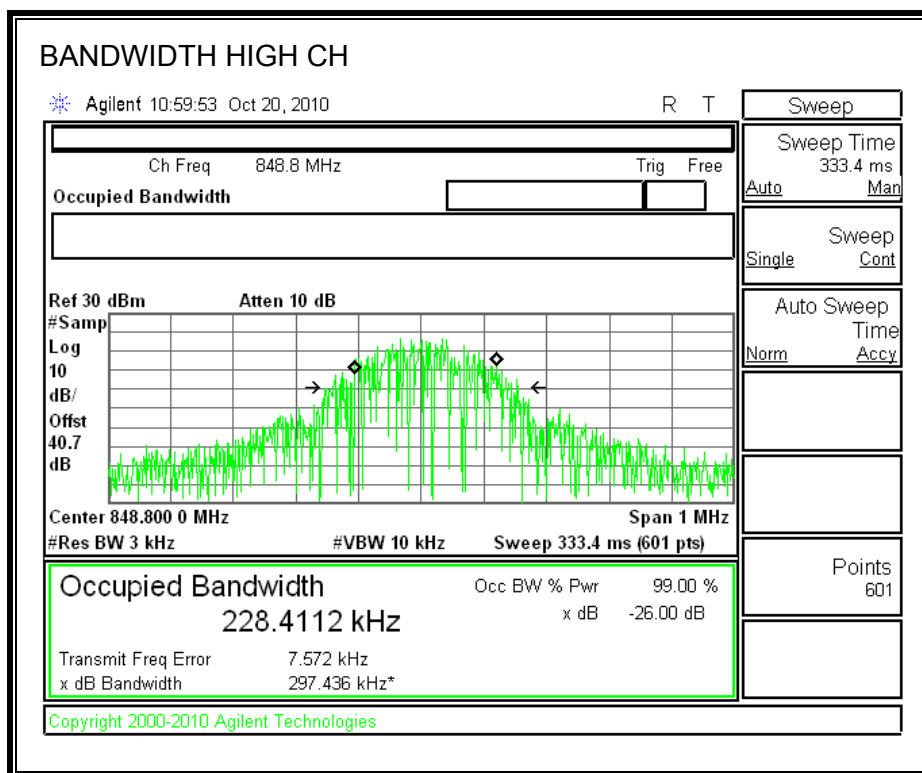 BANDWIDTH HIGH CH
Agilent 10:59:53 Oct 20, 2010 R T
Ch Freq 848.8 MHz Trig Free
Occupied Bandwidth
Ref 30 dBm Atten 10 dB
#Samp
Log
10
dB/
Offst
40.7
dB
Center 848.800 0 MHz Span 1 MHz
#Res BW 3 kHz #VBW 10 kHz Sweep 333.4 ms (601 pts)
Occupied Bandwidth
228.4112 kHz
Occ BW % Pwr 99.00 %
x dB -26.00 dB
Transmit Freq Error 7.572 kHz
x dB Bandwidth 297.436 kHz*
Copyright 2000-2010 Agilent Technologies
Sweep
Sweep Time
333.4 ms
Auto Man
Sweep
Single Cont
Auto Sweep
Time
Norm Accy
Points
601